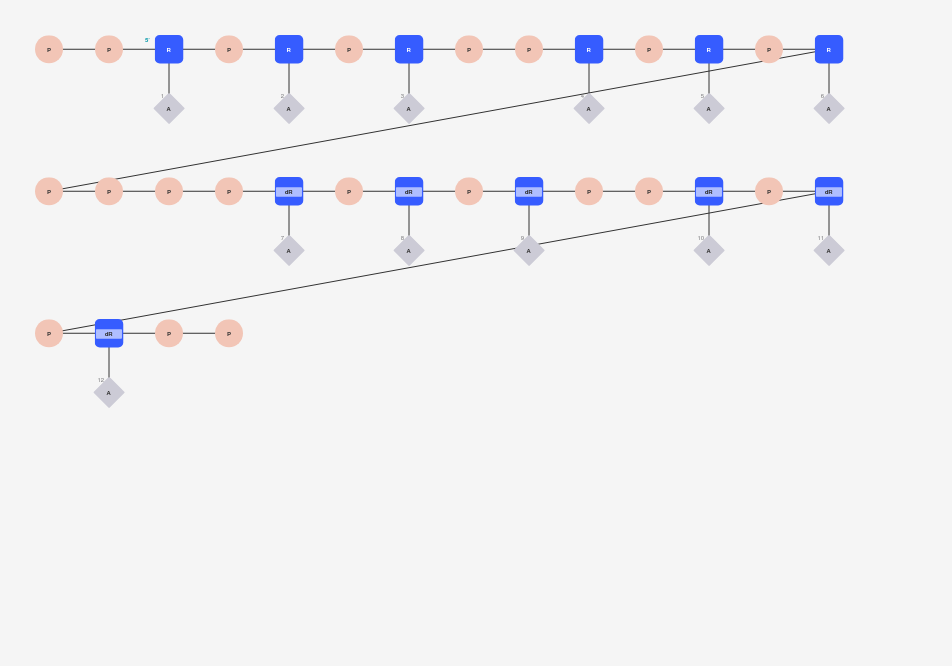 5'
P P R P R P R P P R P R P R
1 2 3 4 5 6
A A A A A A
P P P P dR P dR P dR P P dR P dR
7 8 9 10 11
A A A A A
P dR P P
12
A